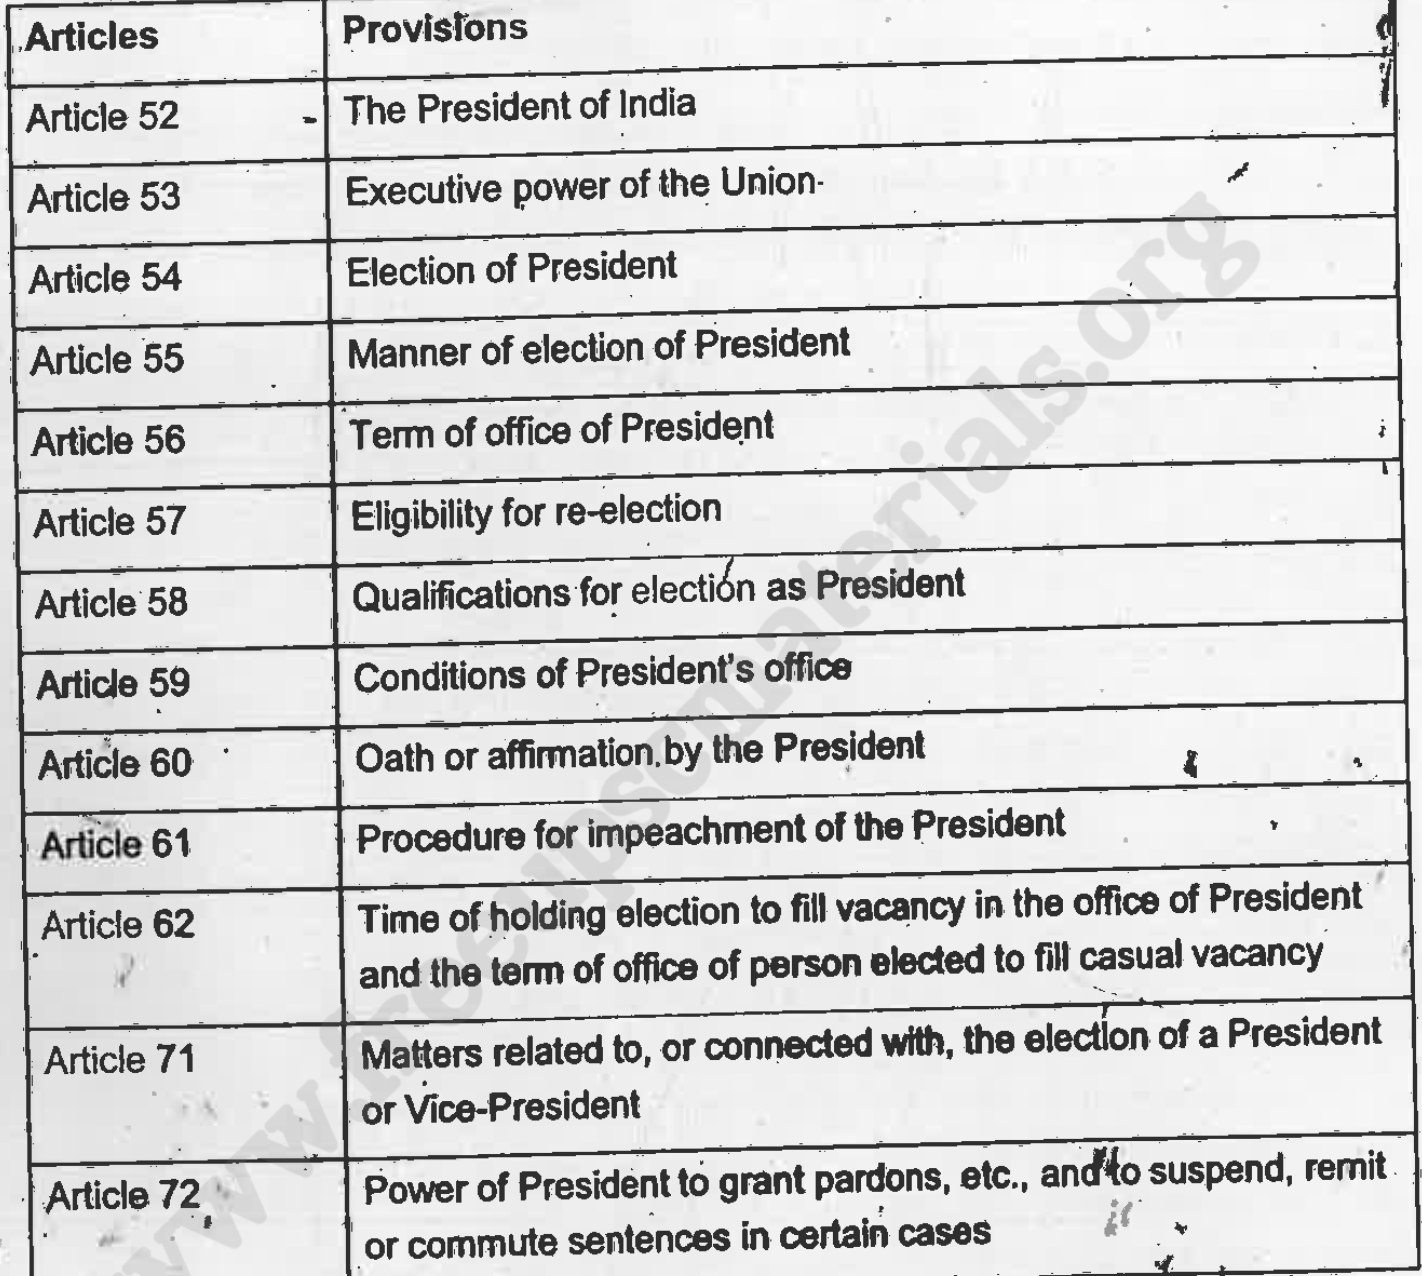 Articles Provisions
Article 52 The President of India
Article 53 Executive power of the Union
Article 54 Election of President
Article 55 Manner of election of President
Article 56 Term of office of President
Article 57 Eligibility for re-election
Article 58 Qualifications for election as President
Article 59 Conditions of President's office
Article 60 Oath or affirmation by the President
Article 61 Procedure for impeachment of the President
Article 62 Time of holding election to fill vacancy in the office of President
and the term of office of person elected to fill casual vacancy
Article 71 Matters related to, or connected with, the election of a President
or Vice-President
Article 72 Power of President to grant pardons, etc., and to suspend, remit
or commute sentences in certain cases
www.freeupscmaterials.org